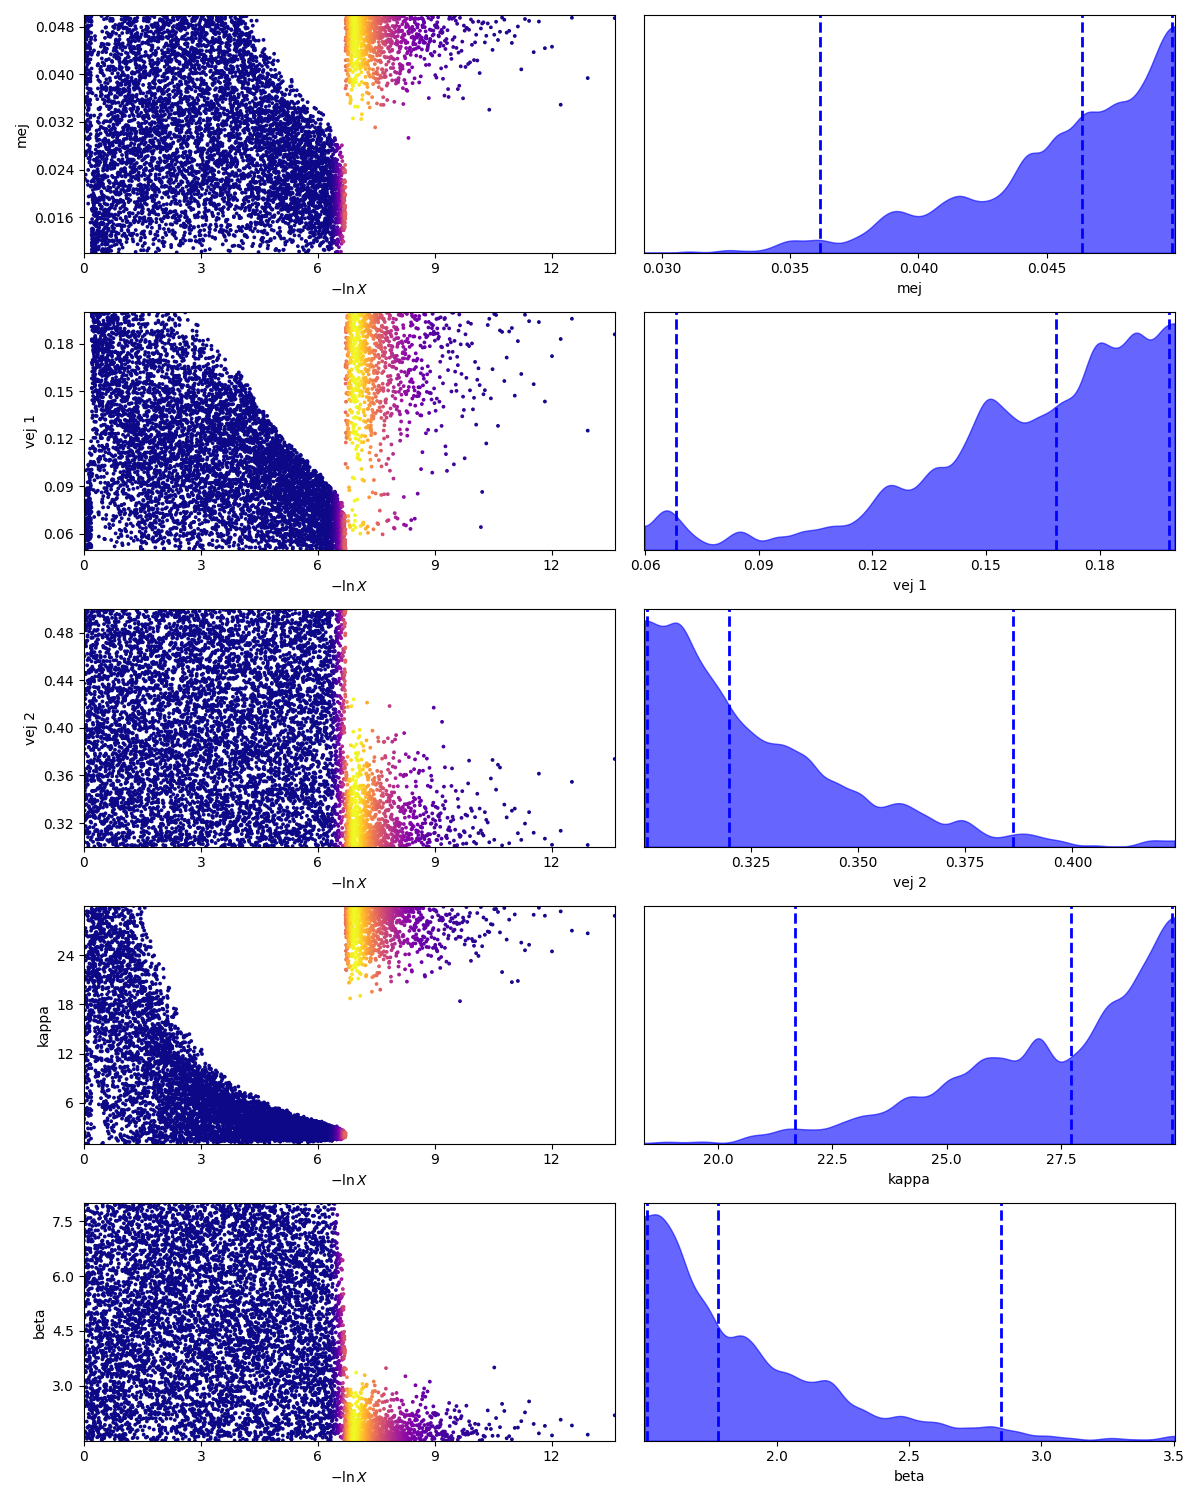 0.048
0.040
0.032
0.024
0.016
mej
0 3 6 9 12
−ln X
0.030 0.035 0.040 0.045
mej
0.18
0.15
0.12
0.09
0.06
vej 1
0 3 6 9 12
−ln X
0.06 0.09 0.12 0.15 0.18
vej 1
0.48
0.44
0.40
0.36
0.32
vej 2
0 3 6 9 12
−ln X
0.325 0.350 0.375 0.400
vej 2
24
18
12
6
kappa
0 3 6 9 12
−ln X
20.0 22.5 25.0 27.5
kappa
7.5
6.0
4.5
3.0
beta
0 3 6 9 12
−ln X
2.0 2.5 3.0 3.5
beta